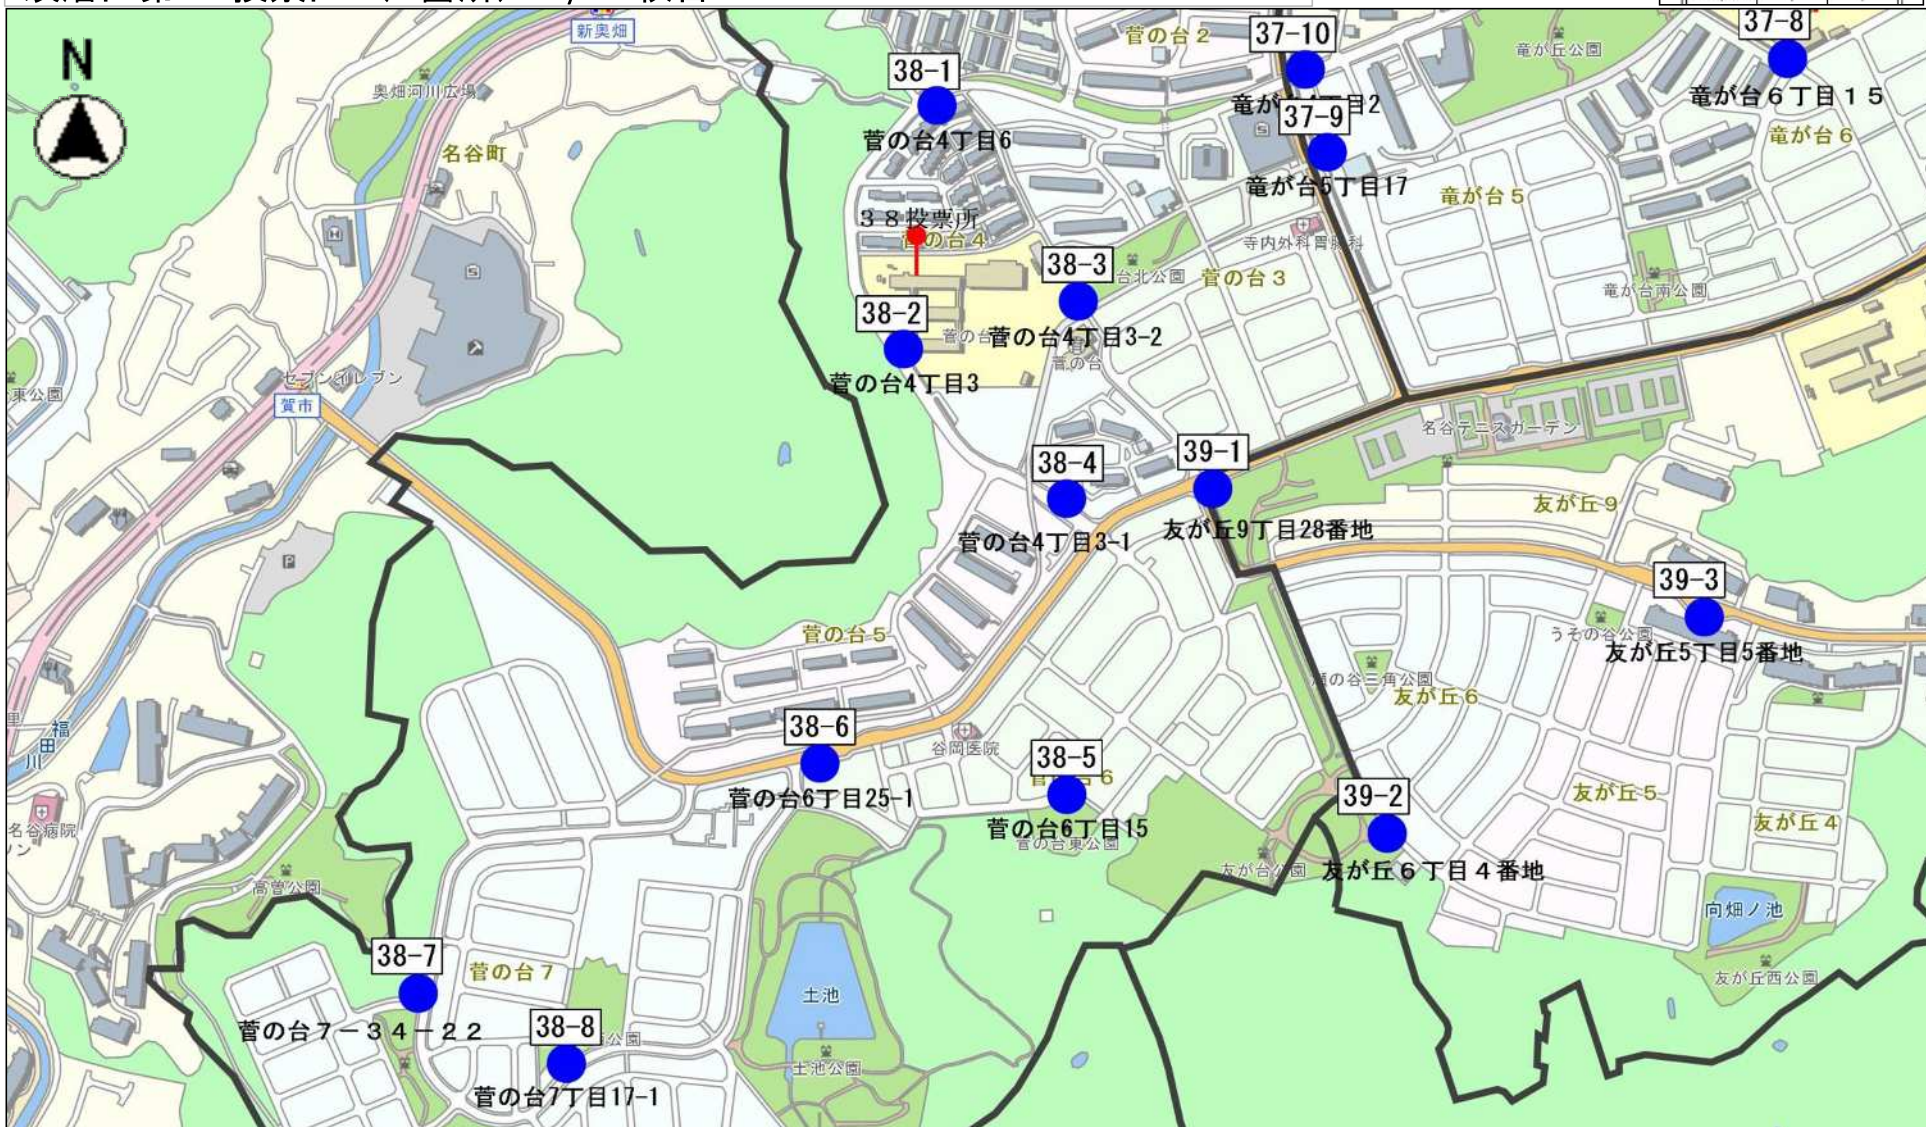 新奥畑
菅の台2
37-10
竜が丘公園
37-8
38-1
奥畑河川広場
竜が台6丁目15
37-9
菅の台4丁目6
竜が台6
名谷町
竜が台5丁目17
竜が台5
38投票所
菅の台4
寺内外科胃腸科
38-3
台北公園
菅の台3
竜が台南公園
38-2
菅の台4丁目3-2
菅の台
セブンイレブン
菅の台4丁目3
東公園
賀市
名谷テニスガーデン
39-1
38-4
友が丘9
友が丘9丁目28番地
菅の台4丁目3-1
39-3
菅の台5
うその谷公園
友が丘5丁目5番地
の谷三角公園
友が丘6
福田川
38-6
谷岡医院
38-5
菅の台6丁目25-1
39-2
友が丘5
名谷病院
菅の台6丁目15
友が丘4
菅の台東公園
友が台公園
友が丘6丁目4番地
高曽公園
向畑ノ池
38-7
菅の台7
友が丘西公園
土池
菅の台7-34-22
38-8
公園
土池公園
菅の台7丁目17-1
N